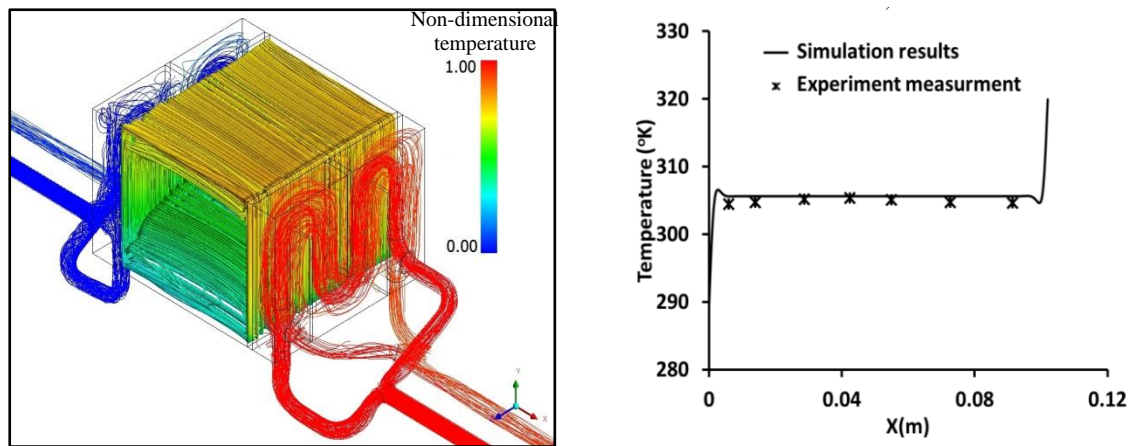 Non-dimensional
temperature
1.00
0.00
Y
X
330
320
310
300
290
280
Temperature (°K)
Simulation results
Experiment measurment
0
0.04
0.08
0.12
X(m)